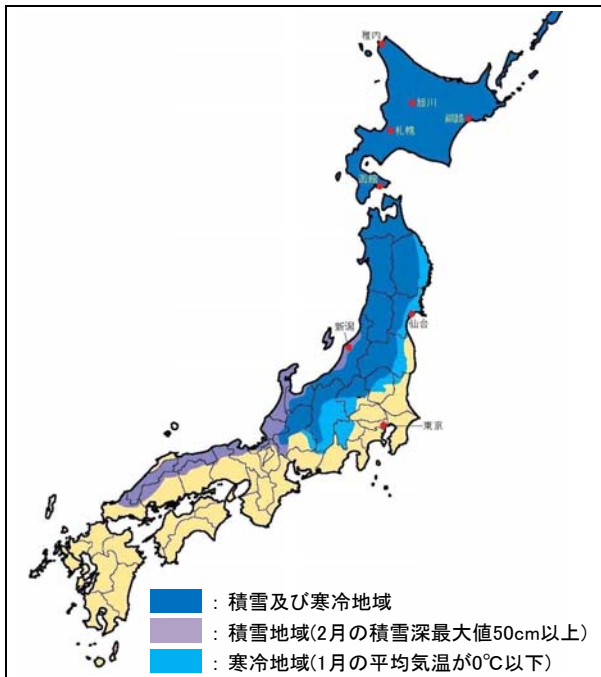 稚内
旭川
釧路
札幌
函館
仙台
新潟
東京
：積雪及び寒冷地域
：積雪地域(2月の積雪深最大値50cm以上)
：寒冷地域(1月の平均気温が0℃以下)